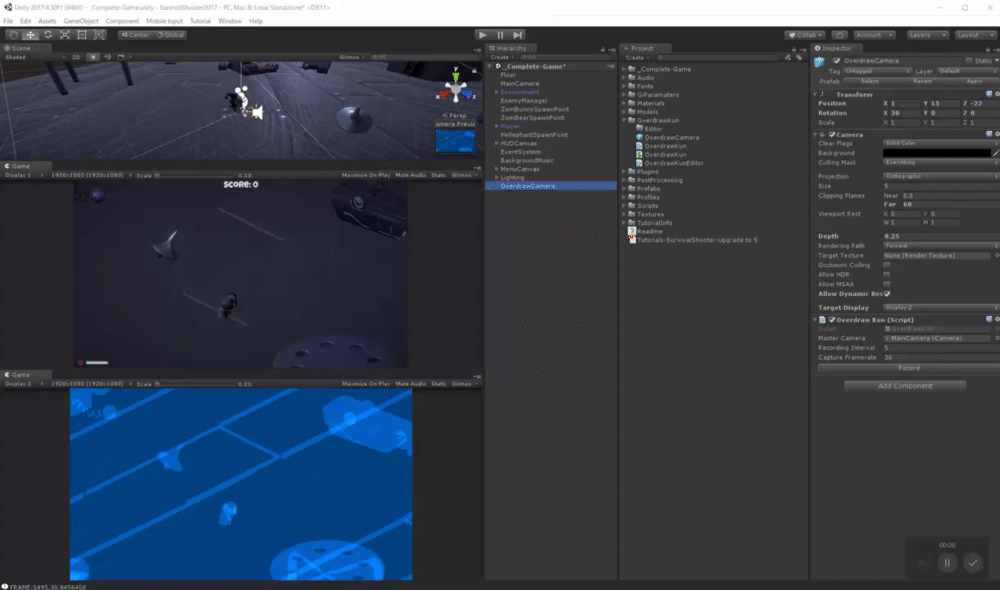 Unity 2017.4.30f1 (64bit) - _Complete-Game.unity - SurvivalShooter2017 - PC, Mac & Linux Standalone* <DX11>
File Edit Assets GameObject Component Mobile Input Tutorial Window Help
Center Global Collab Account Layers Layout
Scene
Shaded 2D Gizmos
y
x
z
< Persp
Camera Preview
Game
Display 1 1920x1080 (1920x1080) Scale 0.33: Maximize On Play Mute Audio Stats Gizmos
SCORE: 0
Game
Display 2 1920x1080 (1920x1080) Scale 0.33: Maximize On Play Mute Audio Stats Gizmos
FRAME:1495,30.8456400
Hierarchy
Create
_Complete-Game*
Floor
MainCamera
Environment
EnemyManager
ZomBunnySpawnPoint
ZomBearSpawnPoint
Player
HellephantSpawnPoint
HUDCanvas
EventSystem
BackgroundMusic
MenuCanvas
Lighting
OverdrawCamera
Project
Create
_Complete-Game
Audio
Fonts
GiParamaters
Materials
Models
OverdrawKun
Editor
OverdrawCamera
OverdrawKun
OverdrawKun
OverdrawKunEditor
Plugins
PostProcessing
Prefabs
Profiles
Scripts
Textures
TutorialInfo
Readme
Tutorials-SurvivalShooter-Upgrade to 5
Inspector
OverdrawCamera Static
Tag Untagged Layer Default
Prefab Select Revert Apply
Transform
Position X 1 Y 15 Z -22
Rotation X 30 Y 0 Z 0
Scale X 1 Y 1 Z 1
Camera
Clear Flags Solid Color
Background
Culling Mask Everything
Projection Orthographic
Size 5
Clipping Planes Near 0.3
Far 60
Viewport Rect X 0 Y 0
W 1 H 1
Depth 0.25
Rendering Path Forward
Target Texture None (Render Texture)
Occlusion Culling
Allow HDR
Allow MSAA
Allow Dynamic Res
Target Display Display 2
Overdraw Kun (Script)
Script OverdrawKun
Master Camera MainCamera (Camera)
Recording Interval 5
Capture Framerate 30
Record
Add Component
00:00